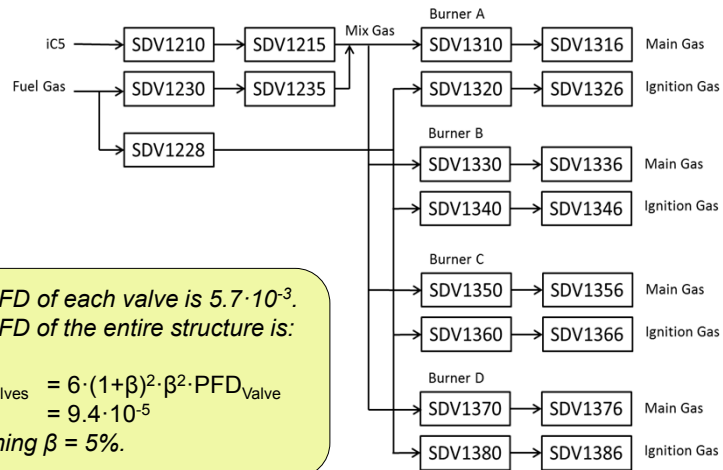 Burner A
Mix Gas
iC5
SDV1210
SDV1215
SDV1310
SDV1316
Main Gas
Fuel Gas
SDV1230
SDV1235
SDV1320
SDV1326
Ignition Gas
Burner B
SDV1228
SDV1330
SDV1336
Main Gas
SDV1340
SDV1346
Ignition Gas
Burner C
SDV1350
SDV1356
Main Gas
SDV1360
SDV1366
Ignition Gas
Burner D
SDV1370
SDV1376
Main Gas
SDV1380
SDV1386
Ignition Gas
FD of each valve is 5.7·10⁻³.
FD of the entire structure is:
lves = 6·(1+β)²·β²·PFD_Valve
= 9.4·10⁻⁵
ning β = 5%.